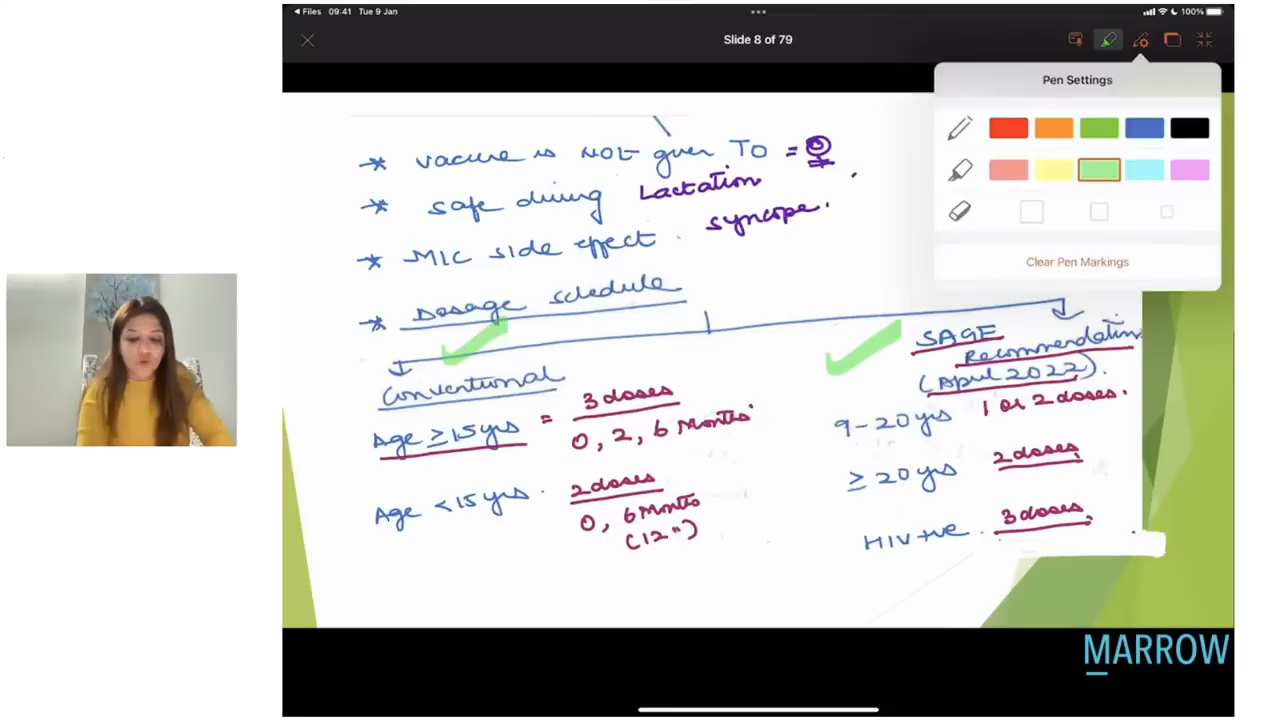 Files 09:41 Tue 9 Jan
100%
Slide 8 of 79
Pen Settings
Clear Pen Markings
* vaccine is NOT given TO =
* safe during Lactation
* M/C side effect. syncope.
* Dosage schedule
Conventional
Age ≥ 15 yrs = 3 doses
0, 2, 6 Months
Age < 15 yrs. 2 doses
0, 6 Months
(12 ")
SAGE
Recommendation
(April 2022).
9-20 yrs 1 or 2 doses.
≥ 20 yrs 2 doses
HIV +ve. 3 doses
MARROW